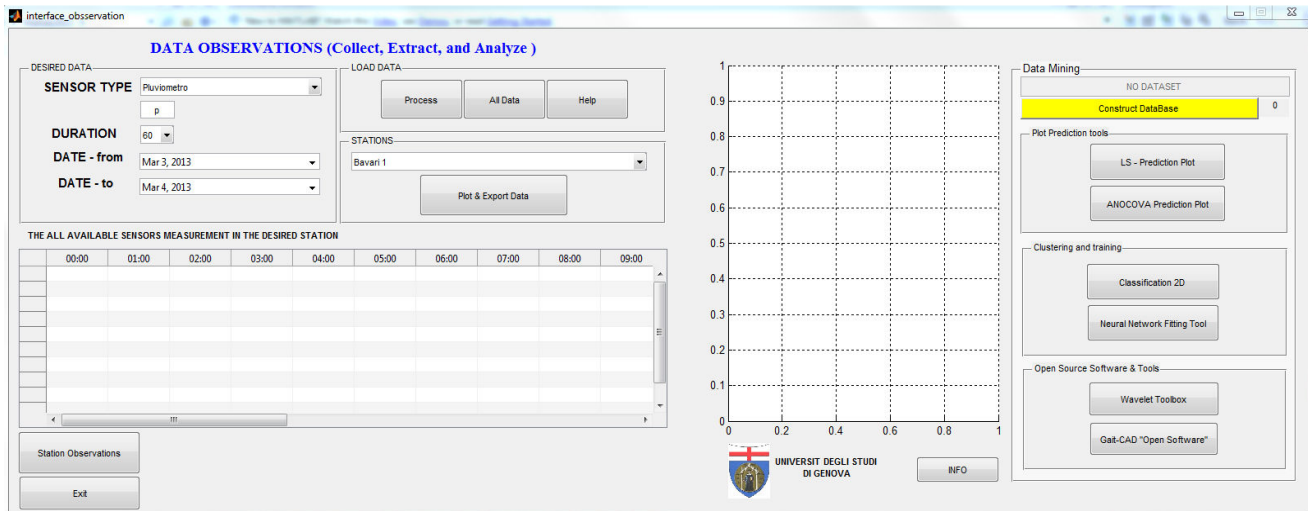 interface_obsservation
DATA OBSERVATIONS (Collect, Extract, and Analyze )
DESIRED DATA
SENSOR TYPE
Pluviometro
p
DURATION
60
DATE - from
Mar 3, 2013
DATE - to
Mar 4, 2013
LOAD DATA
Process
All Data
Help
STATIONS
Bavari 1
Plot & Export Data
THE ALL AVAILABLE SENSORS MEASUREMENT IN THE DESIRED STATION
00:00 01:00 02:00 03:00 04:00 05:00 06:00 07:00 08:00 09:00
Station Observations
Exit
1
0.9
0.8
0.7
0.6
0.5
0.4
0.3
0.2
0.1
0
0 0.2 0.4 0.6 0.8 1
UNIVERSIT DEGLI STUDI
DI GENOVA
INFO
Data Mining
NO DATASET
Construct DataBase
0
Plot Prediction tools
LS - Prediction Plot
ANOCOVA Prediction Plot
Clustering and training
Classification 2D
Neural Network Fitting Tool
Open Source Software & Tools
Wavelet Toolbox
Gait-CAD "Open Software"